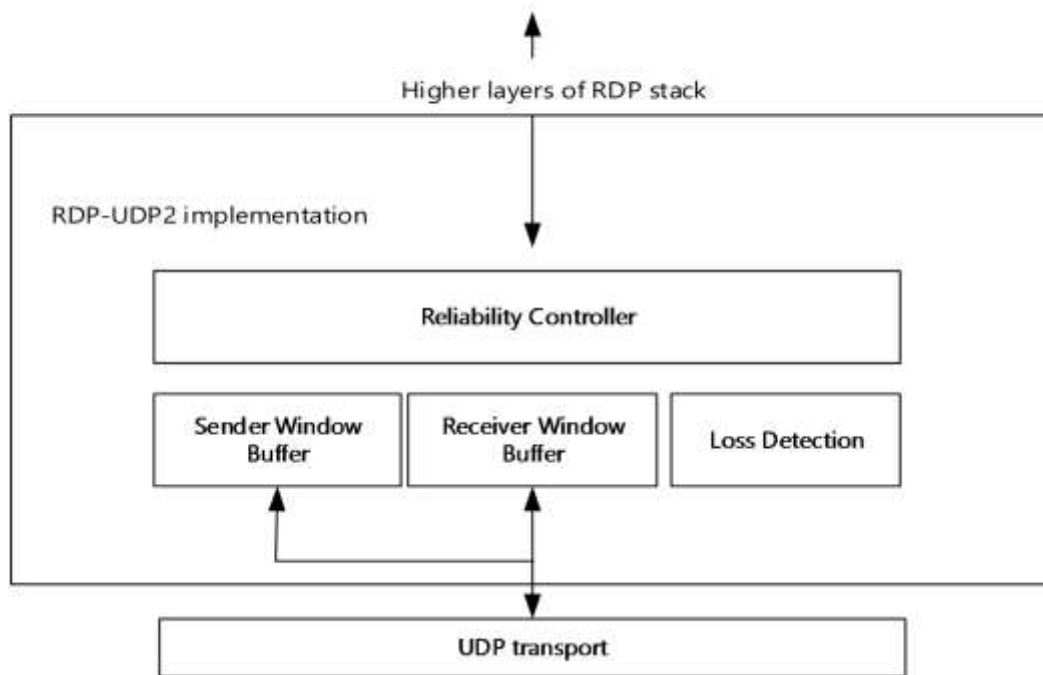 Higher layers of RDP stack
RDP-UDP2 implementation
Reliability Controller
Sender Window
Buffer
Receiver Window
Buffer
Loss Detection
UDP transport